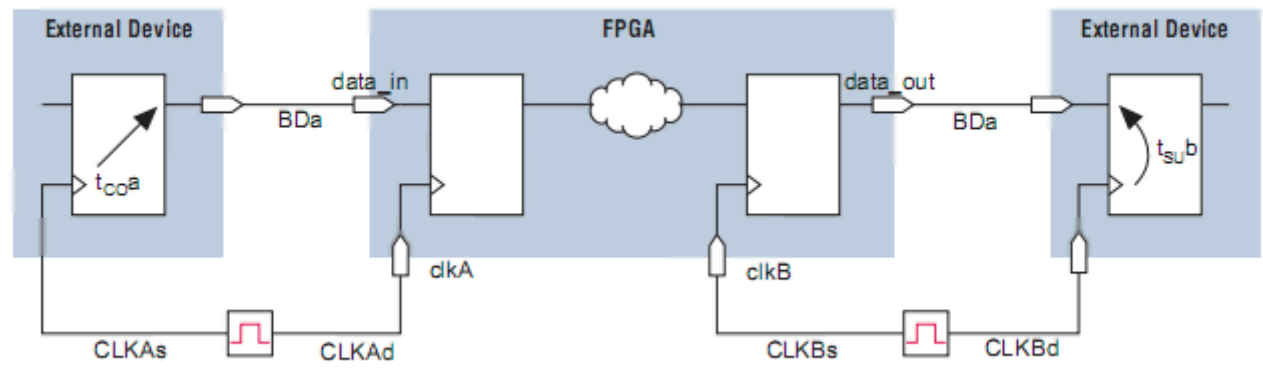 External Device
FPGA
External Device
data_in
data_out
BDa
BDa
tCOa
tSUb
clkA
clkB
CLKAs
CLKAd
CLKBs
CLKBd